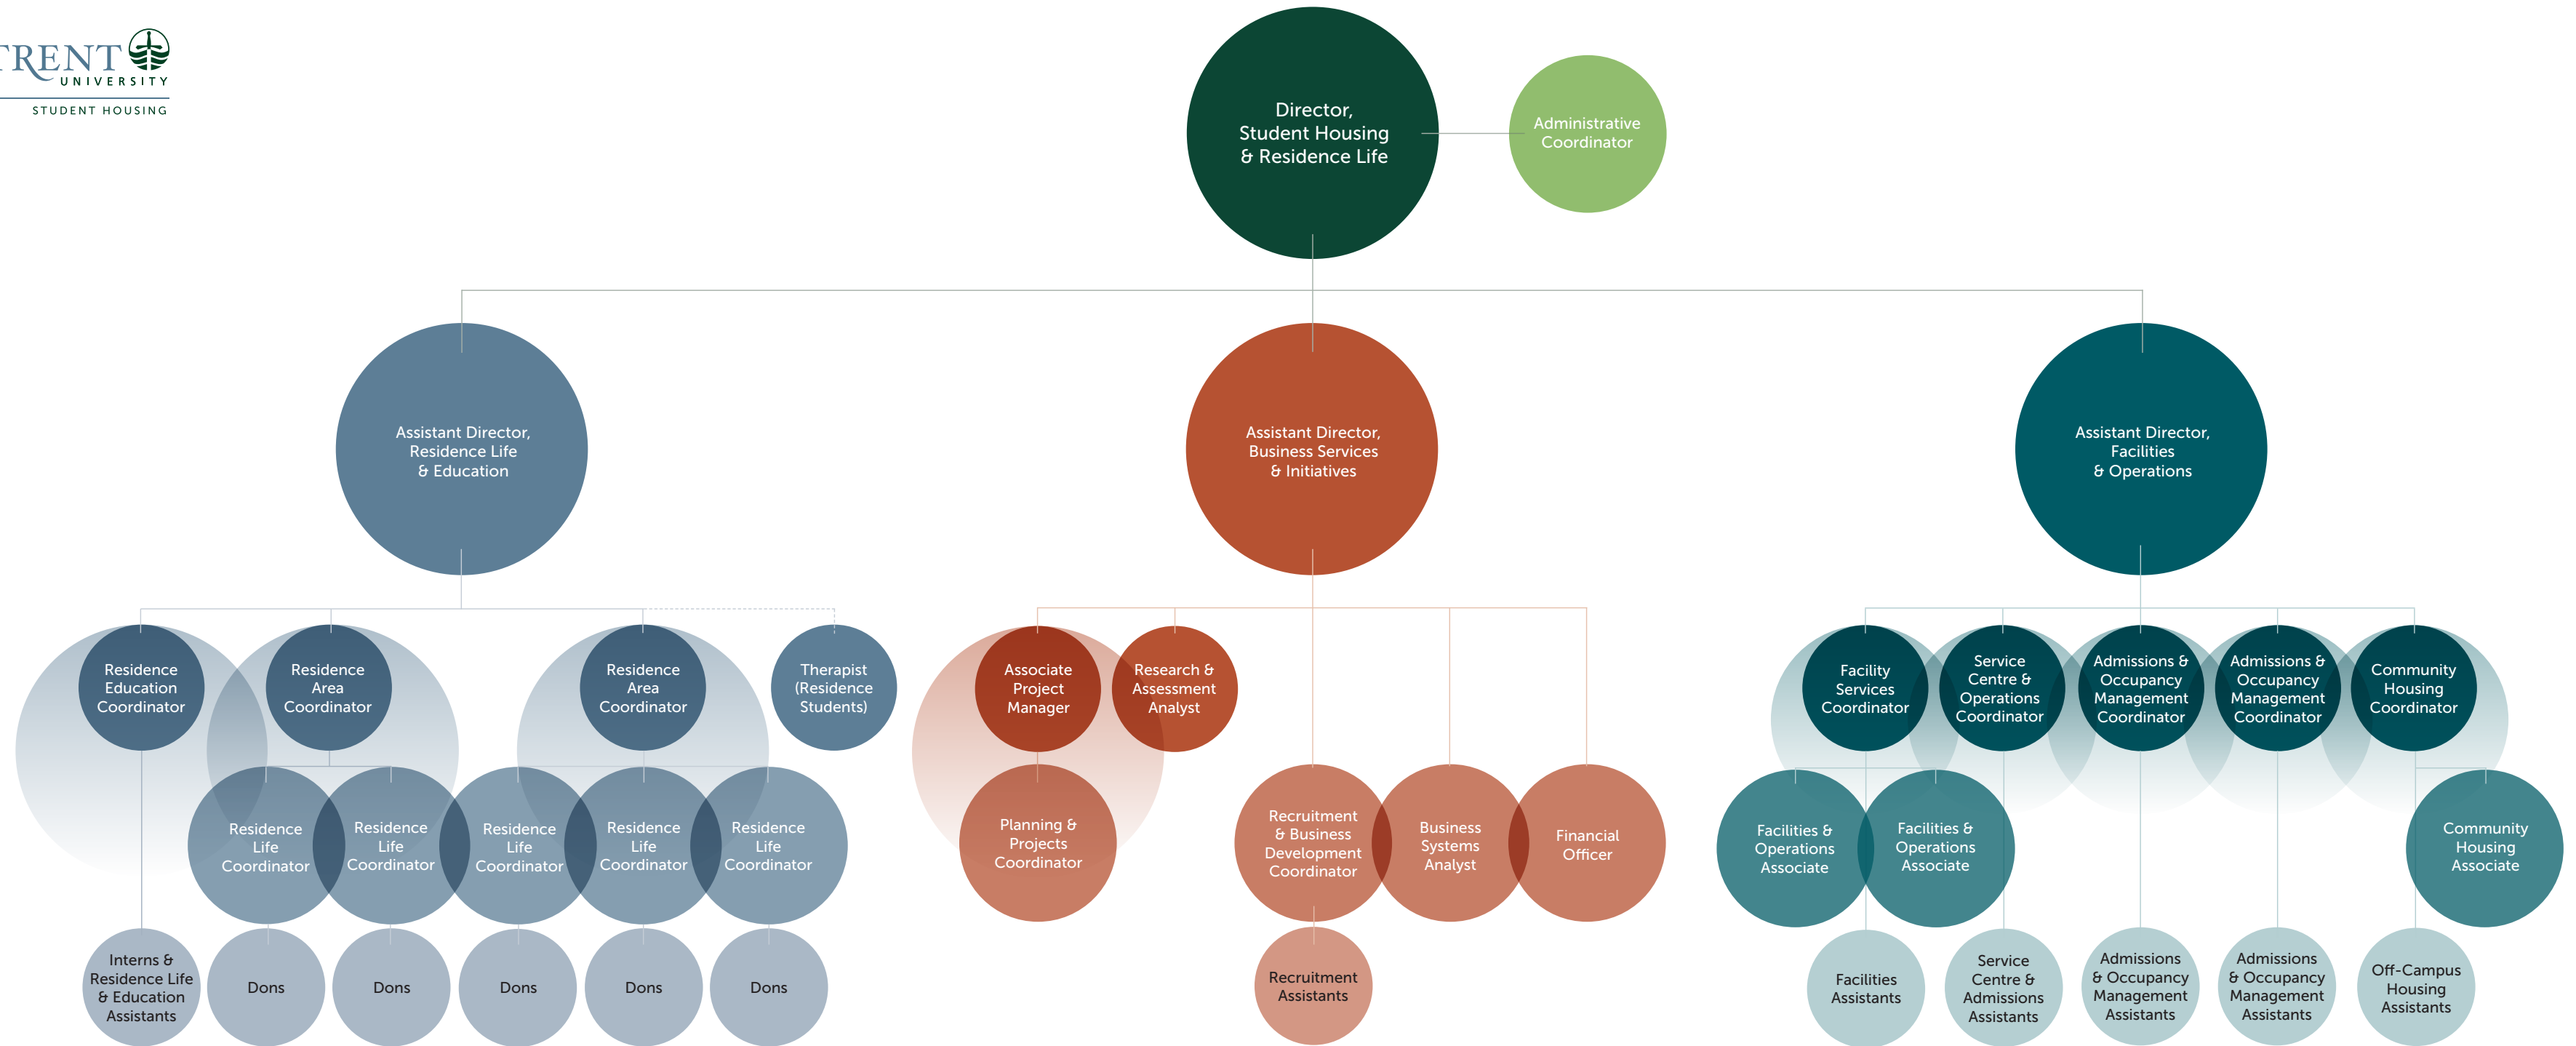 TRENT
UNIVERSITY
STUDENT HOUSING
Director,
Student Housing
& Residence Life
Administrative
Coordinator
Assistant Director,
Residence Life
& Education
Assistant Director,
Business Services
& Initiatives
Assistant Director,
Facilities
& Operations
Residence
Education
Coordinator
Residence
Area
Coordinator
Residence
Area
Coordinator
Therapist
(Residence
Students)
Associate
Project
Manager
Research &
Assessment
Analyst
Facility
Services
Coordinator
Service
Centre &
Operations
Coordinator
Admissions &
Occupancy
Management
Coordinator
Admissions &
Occupancy
Management
Coordinator
Community
Housing
Coordinator
Residence
Life
Coordinator
Residence
Life
Coordinator
Residence
Life
Coordinator
Residence
Life
Coordinator
Residence
Life
Coordinator
Planning &
Projects
Coordinator
Recruitment
& Business
Development
Coordinator
Business
Systems
Analyst
Financial
Officer
Facilities &
Operations
Associate
Facilities &
Operations
Associate
Community
Housing
Associate
Interns &
Residence Life
& Education
Assistants
Dons
Dons
Dons
Dons
Dons
Recruitment
Assistants
Facilities
Assistants
Service
Centre &
Admissions
Assistants
Admissions
& Occupancy
Management
Assistants
Admissions
& Occupancy
Management
Assistants
Off-Campus
Housing
Assistants